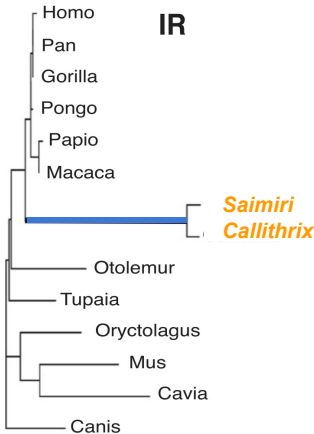 Homo
IR
Pan
Gorilla
Pongo
Papio
Macaca
Saimiri
Callithrix
Otolemur
Tupaia
Oryctolagus
Mus
Cavia
Canis